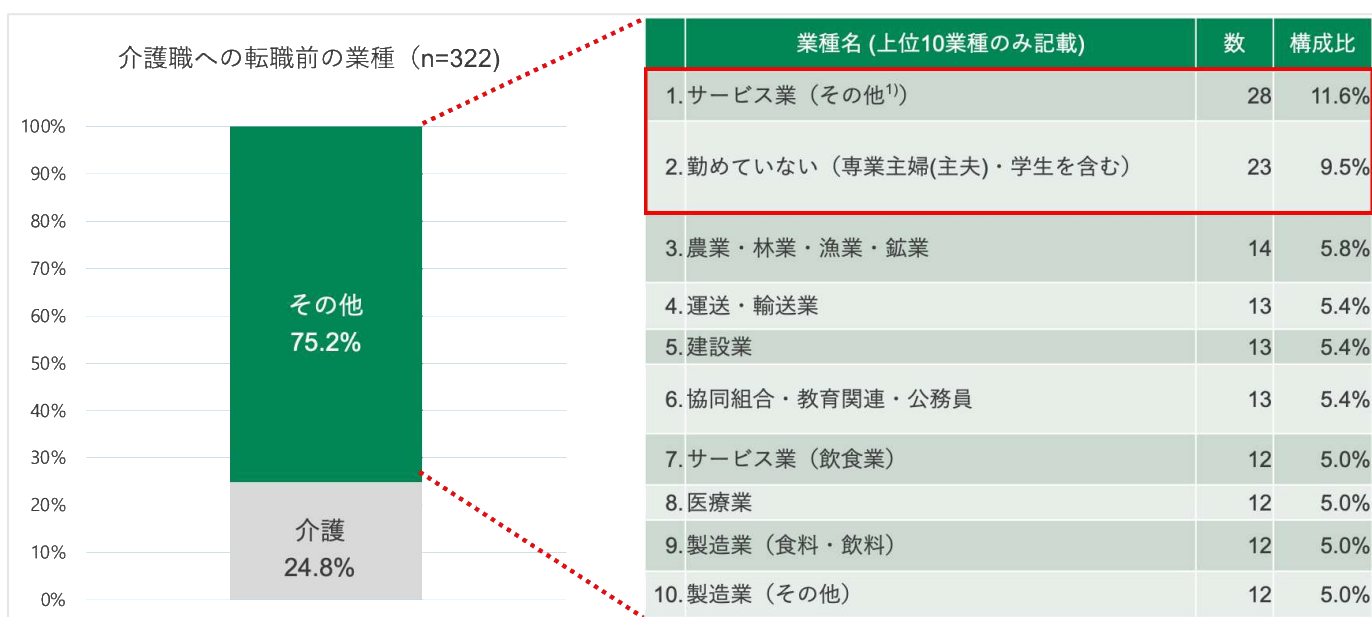 介護職への転職前の業種（n=322)
100%
90%
80%
70%
60%
50%
40%
30%
20%
10%
0%
その他
75.2%
介護
24.8%
業種名 (上位10業種のみ記載) 数 構成比
1. サービス業（その他1)） 28 11.6%
2. 勤めていない（専業主婦(主夫)・学生を含む） 23 9.5%
3. 農業・林業・漁業・鉱業 14 5.8%
4. 運送・輸送業 13 5.4%
5. 建設業 13 5.4%
6. 協同組合・教育関連・公務員 13 5.4%
7. サービス業（飲食業） 12 5.0%
8. 医療業 12 5.0%
9. 製造業（食料・飲料） 12 5.0%
10. 製造業（その他） 12 5.0%